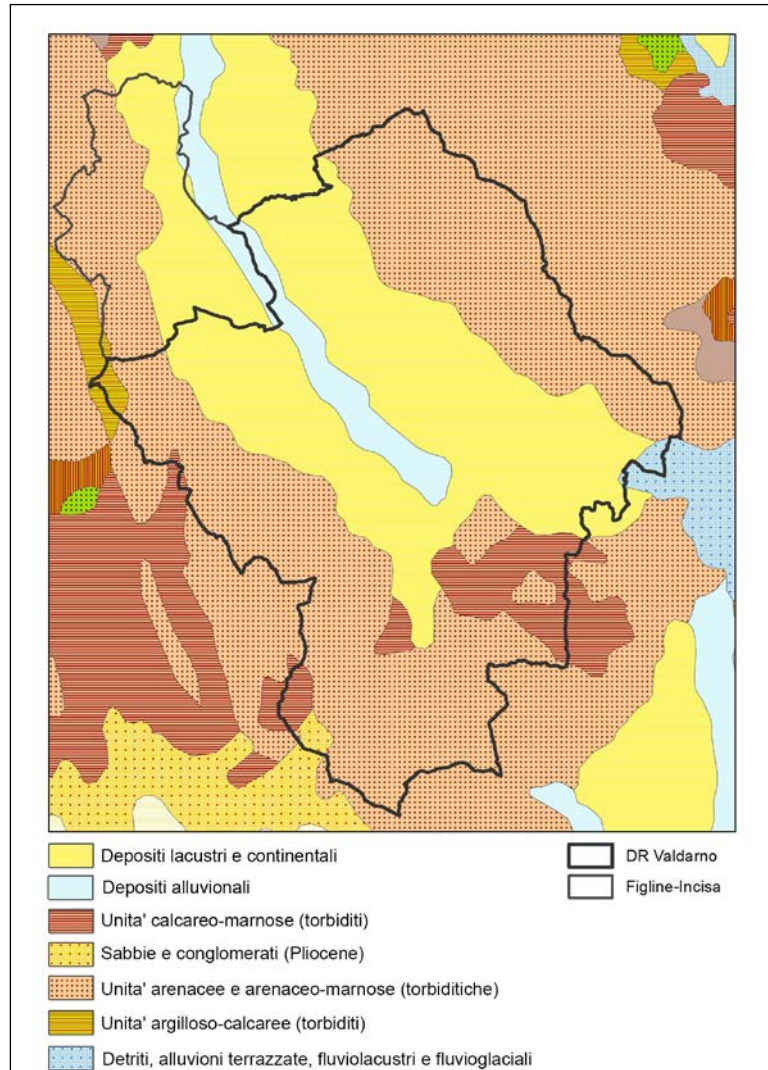 Depositi lacustri e continentali
Depositi alluvionali
Unita' calcareo-marnose (torbiditi)
Sabbie e conglomerati (Pliocene)
Unita' arenacee e arenaceo-marnose (torbiditiche)
Unita' argilloso-calcaree (torbiditi)
Detriti, alluvioni terrazzate, fluviolacustri e fluvioglaciali
DR Valdarno
Figline-Incisa